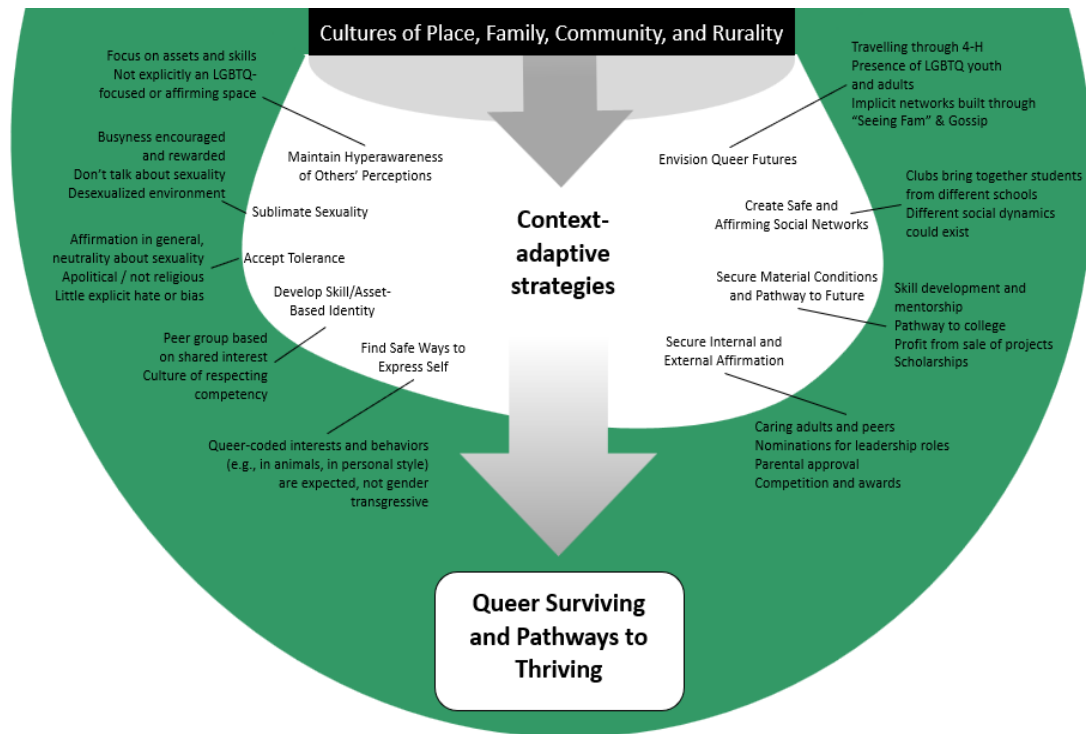 Cultures of Place, Family, Community, and Rurality
Focus on assets and skills
Not explicitly an LGBTQ-
focused or affirming space
Maintain Hyperawareness
of Others’ Perceptions
Busyness encouraged
and rewarded
Don’t talk about sexuality
Desexualized environment
Sublimate Sexuality
Affirmation in general,
neutrality about sexuality
Apolitical / not religious
Little explicit hate or bias
Accept Tolerance
Develop Skill/Asset-
Based Identity
Peer group based
on shared interest
Culture of respecting
competency
Find Safe Ways to
Express Self
Queer-coded interests and behaviors
(e.g., in animals, in personal style)
are expected, not gender
transgressive
Context-
adaptive
strategies
Travelling through 4-H
Presence of LGBTQ youth
and adults
Implicit networks built through
“Seeing Fam” & Gossip
Envision Queer Futures
Create Safe and
Affirming Social Networks
Clubs bring together students
from different schools
Different social dynamics
could exist
Secure Material Conditions
and Pathway to Future
Skill development and
mentorship
Pathway to college
Profit from sale of projects
Scholarships
Secure Internal and
External Affirmation
Caring adults and peers
Nominations for leadership roles
Parental approval
Competition and awards
Queer Surviving
and Pathways to
Thriving